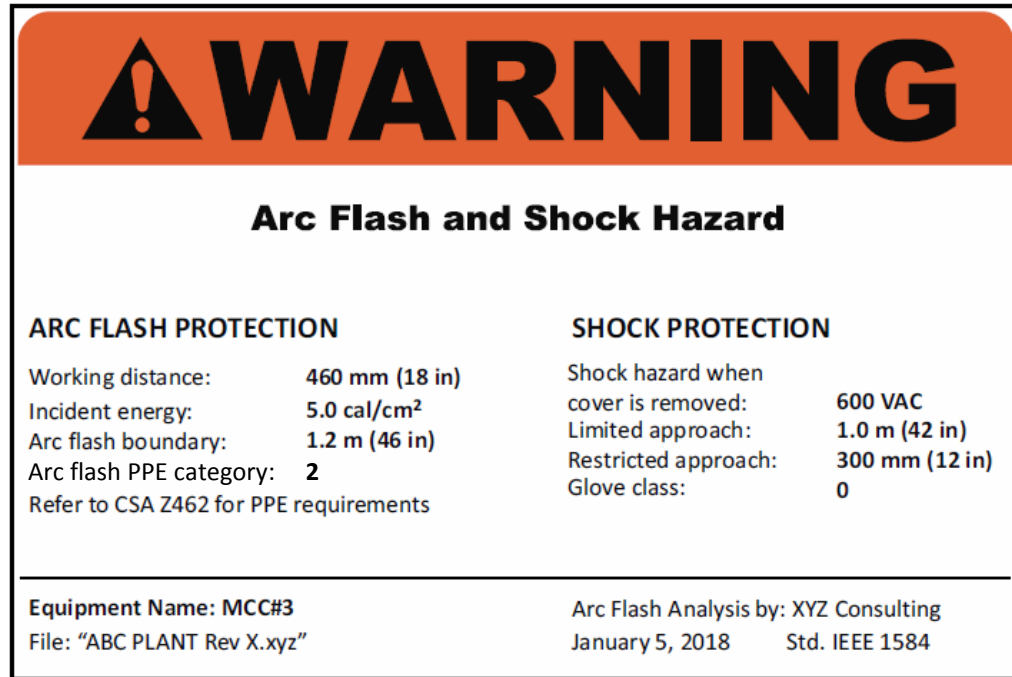 WARNING
Arc Flash and Shock Hazard
ARC FLASH PROTECTION
Working distance: 460 mm (18 in)
Incident energy: 5.0 cal/cm²
Arc flash boundary: 1.2 m (46 in)
Arc flash PPE category: 2
Refer to CSA Z462 for PPE requirements
SHOCK PROTECTION
Shock hazard when
cover is removed: 600 VAC
Limited approach: 1.0 m (42 in)
Restricted approach: 300 mm (12 in)
Glove class: 0
Equipment Name: MCC#3
File: “ABC PLANT Rev X.xyz”
Arc Flash Analysis by: XYZ Consulting
January 5, 2018 Std. IEEE 1584